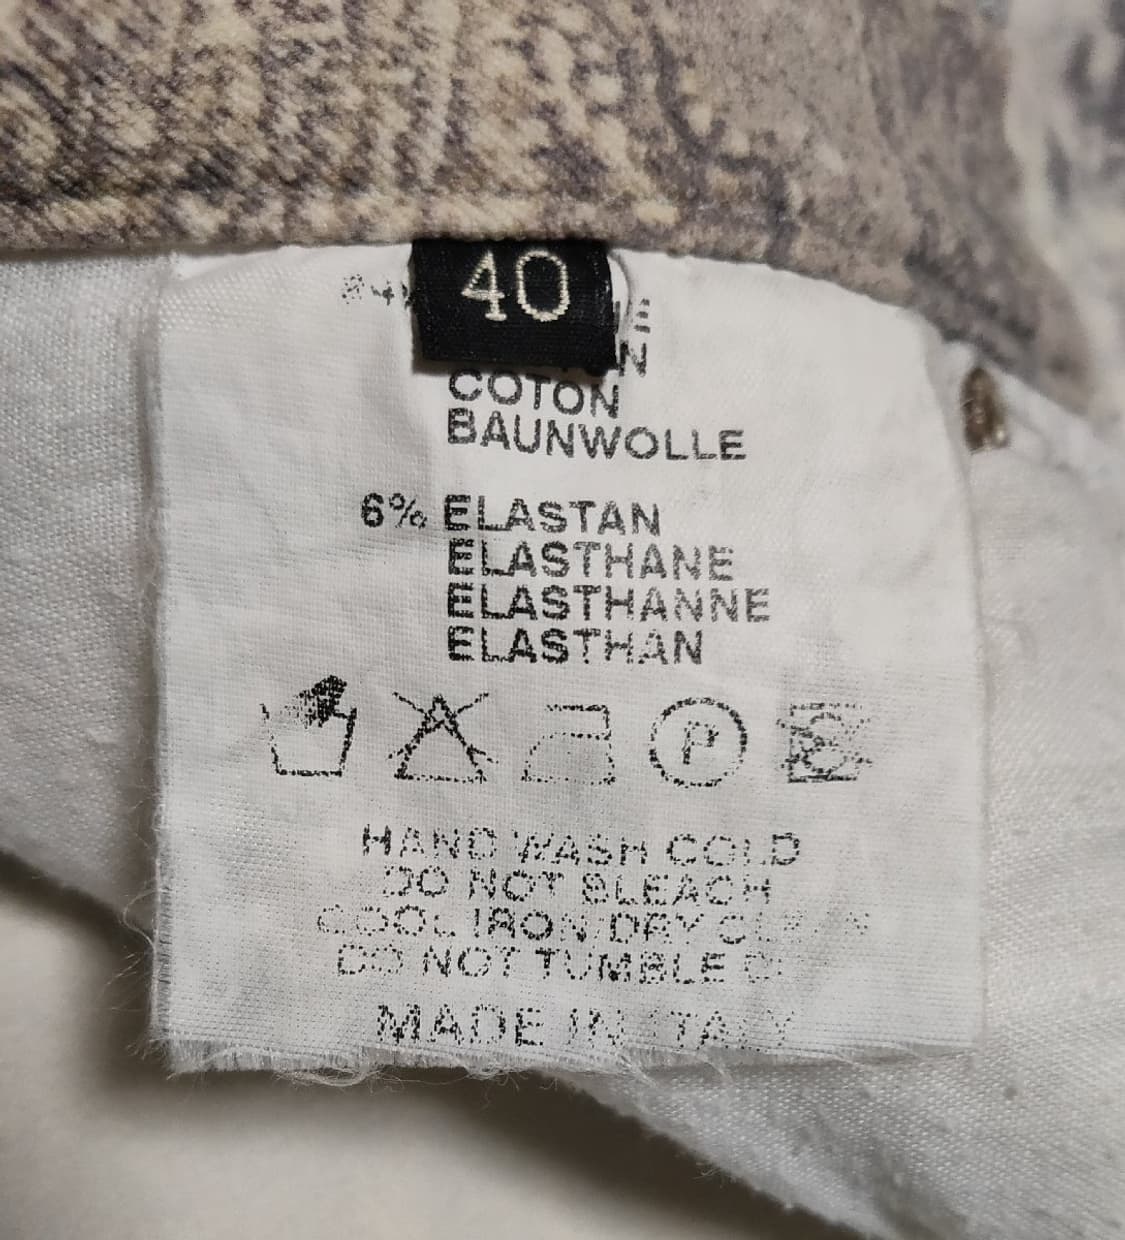 40
COTON
BAUNWOLLE
6% ELASTAN
ELASTHANE
ELASTHANNE
ELASTHAN
P
HAND WASH COLD
DO NOT BLEACH
COOL IRON/DRY
DO NOT TUMBLE
MADE IN ITALY